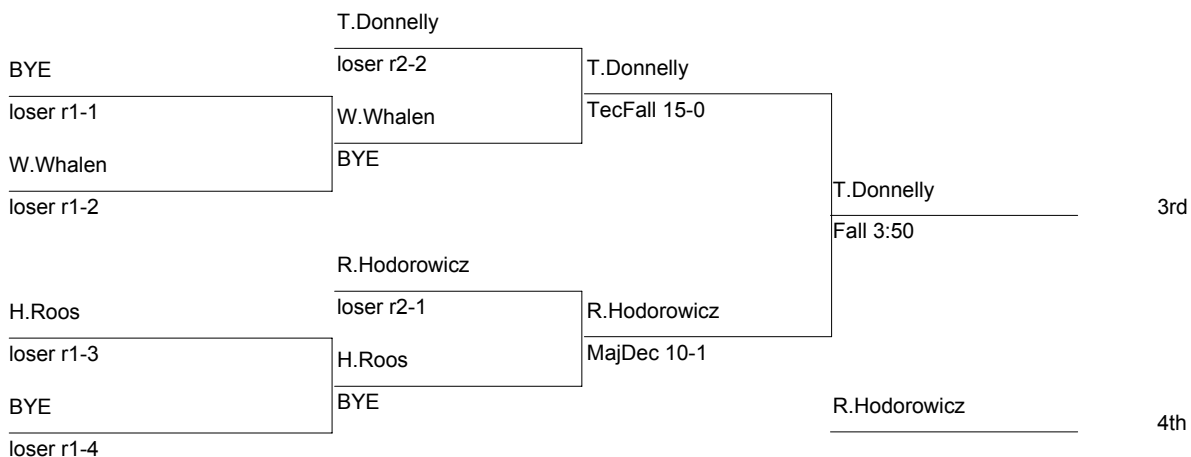 T.Donnelly
BYE
loser r2-2
T.Donnelly
loser r1-1
W.Whalen
TecFall 15-0
W.Whalen
BYE
T.Donnelly
3rd
loser r1-2
Fall 3:50
R.Hodorowicz
H.Roos
loser r2-1
R.Hodorowicz
loser r1-3
H.Roos
MajDec 10-1
BYE
BYE
R.Hodorowicz
4th
loser r1-4